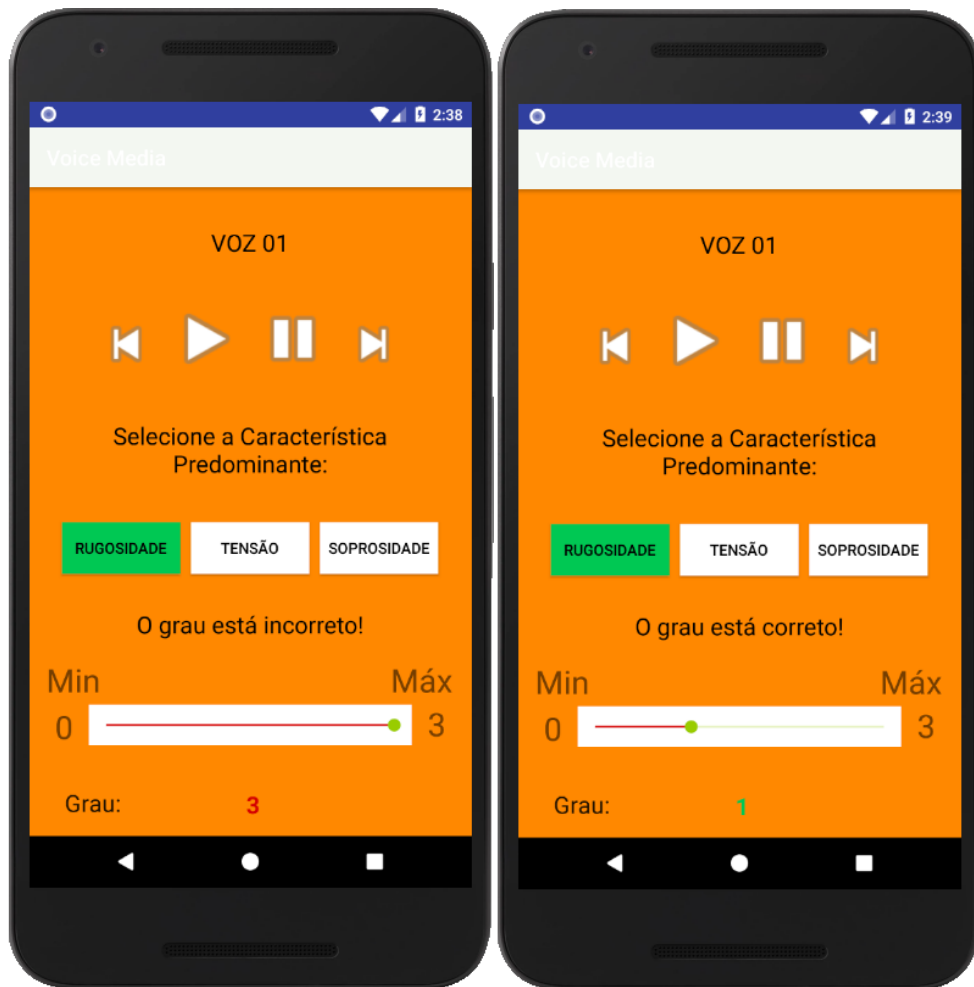 2:38
Voice Media
VOZ 01
Selecione a Característica
Predominante:
RUGOSIDADE TENSÃO SOPROSIDADE
O grau está incorreto!
Min Máx
0 3
Grau: 3
2:39
Voice Media
VOZ 01
Selecione a Característica
Predominante:
RUGOSIDADE TENSÃO SOPROSIDADE
O grau está correto!
Min Máx
0 3
Grau: 1